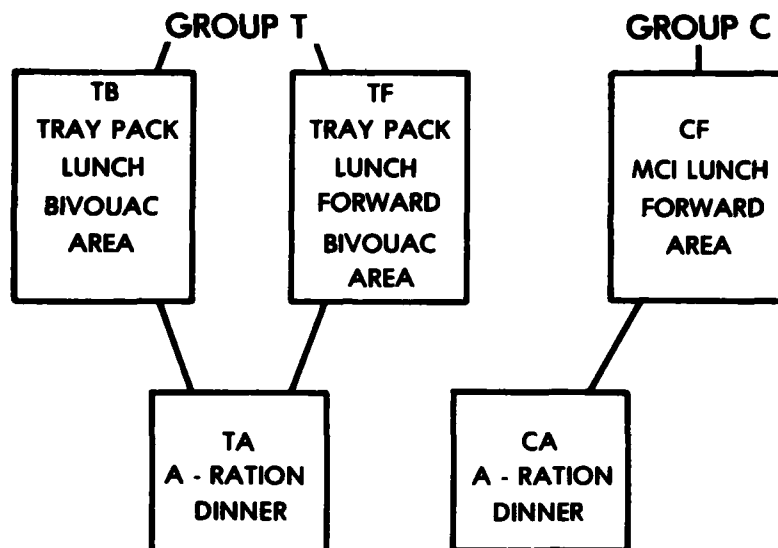 GROUP T
GROUP C
TB
TRAY PACK
LUNCH
BIVOUAC
AREA
TF
TRAY PACK
LUNCH
FORWARD
BIVOUAC
AREA
CF
MCI LUNCH
FORWARD
AREA
TA
A - RATION
DINNER
CA
A - RATION
DINNER